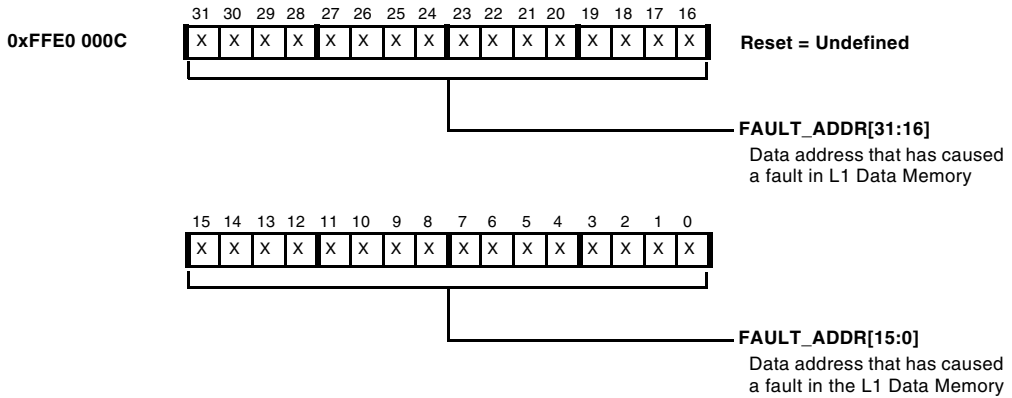 31 30 29 28 27 26 25 24 23 22 21 20 19 18 17 16
0xFFE0 000C X X X X X X X X X X X X X X X X Reset = Undefined
FAULT_ADDR[31:16]
Data address that has caused
a fault in L1 Data Memory
15 14 13 12 11 10 9 8 7 6 5 4 3 2 1 0
X X X X X X X X X X X X X X X X
FAULT_ADDR[15:0]
Data address that has caused
a fault in the L1 Data Memory